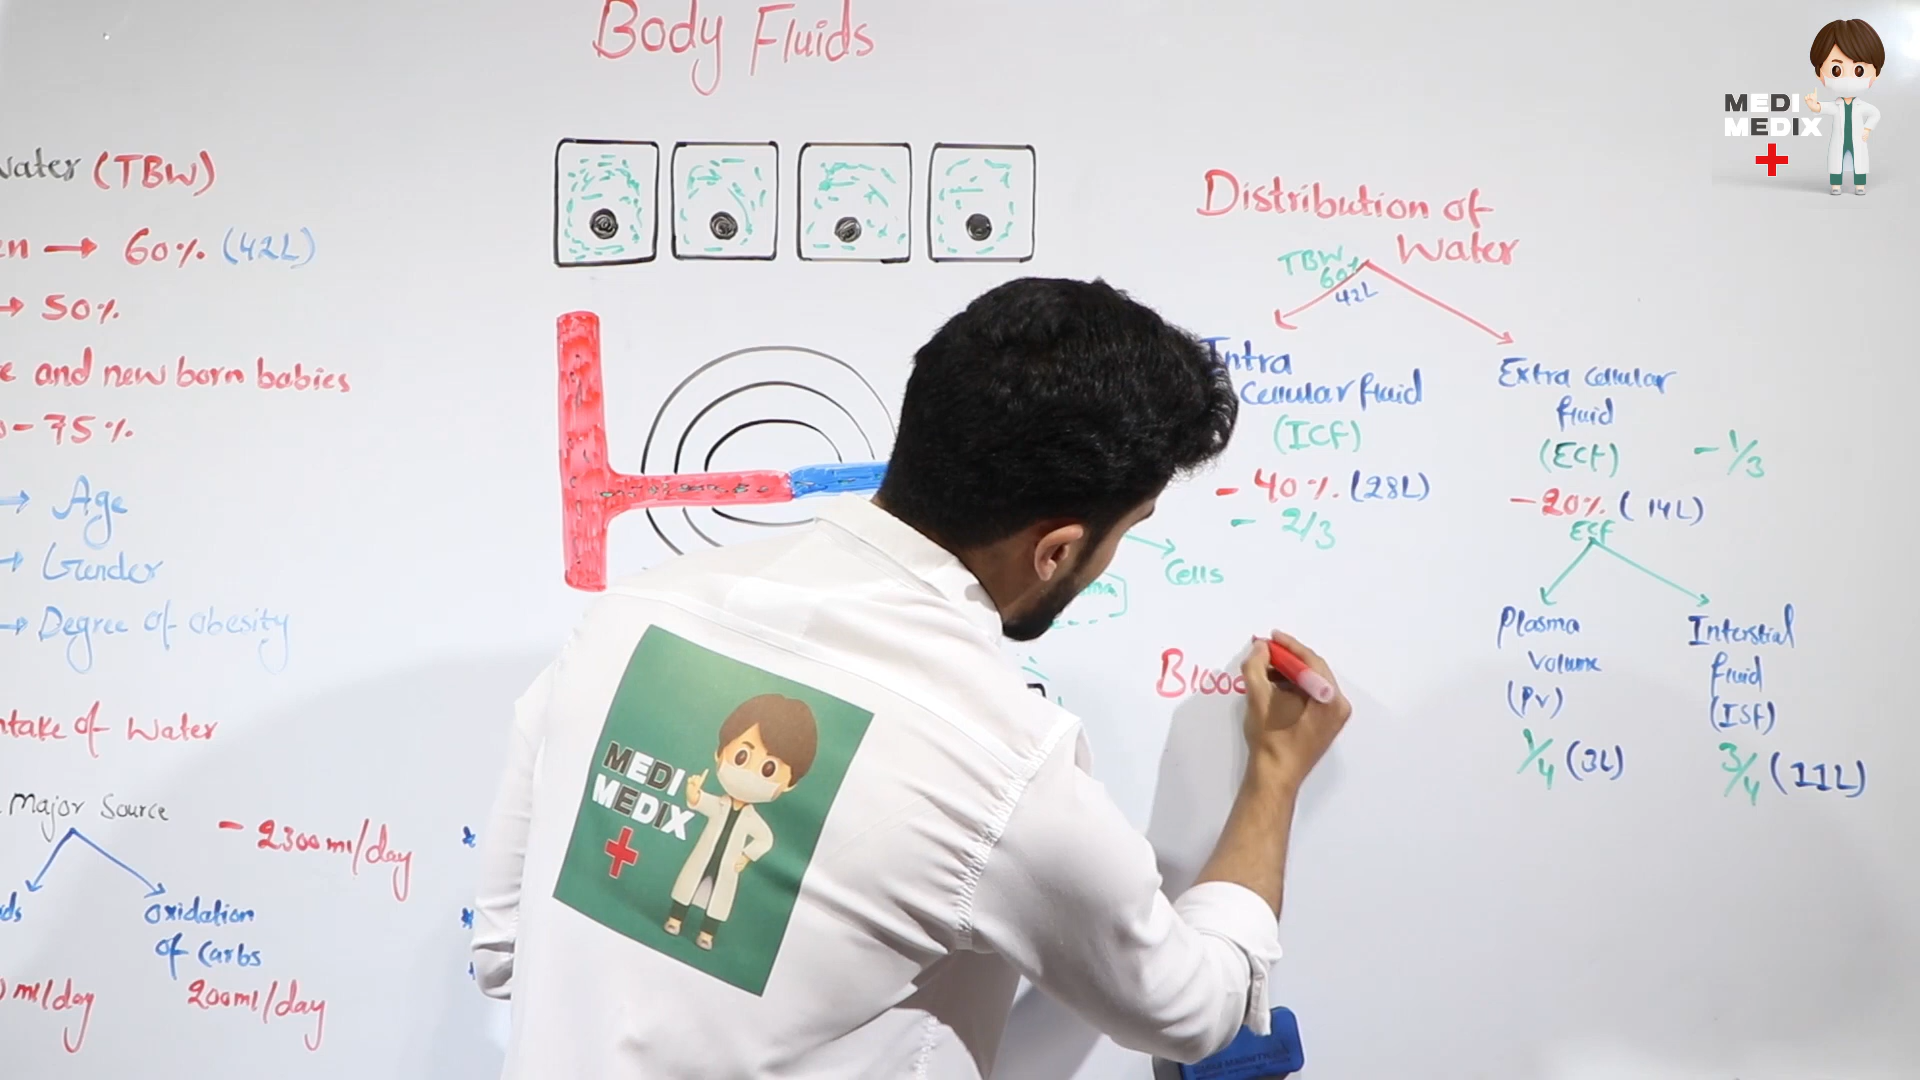 Body Fluids
water (TBW)
60% (42L)
50%
and new born babies
- 75%
Age
Gender
Degree of obesity
ntake of Water
Major Source
- 2300 ml/day
Oxidation
of Carbs
ml/day
200ml/day
Distribution of
Water
TBW
60%
42L
Intra
Cellular fluid
(ICF)
- 40% (28L)
- 2/3
Extra cellular
fluid
(ECF)
- 1/3
- 20% (14L)
ECF
Plasma
Volume
(PV)
1/4 (3L)
Interstial
fluid
(ISF)
3/4 (11L)
Cells
Blood
MEDI
MEDIX
MEDI
MEDIX